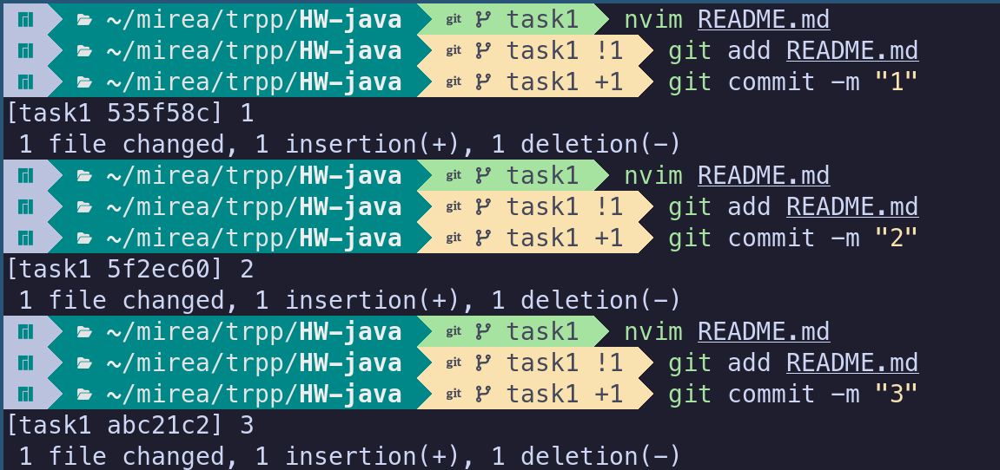 ~/mirea/trpp/HW-java git task1 nvim README.md
~/mirea/trpp/HW-java git task1 !1 git add README.md
~/mirea/trpp/HW-java git task1 +1 git commit -m "1"
[task1 535f58c] 1
1 file changed, 1 insertion(+), 1 deletion(-)
~/mirea/trpp/HW-java git task1 nvim README.md
~/mirea/trpp/HW-java git task1 !1 git add README.md
~/mirea/trpp/HW-java git task1 +1 git commit -m "2"
[task1 5f2ec60] 2
1 file changed, 1 insertion(+), 1 deletion(-)
~/mirea/trpp/HW-java git task1 nvim README.md
~/mirea/trpp/HW-java git task1 !1 git add README.md
~/mirea/trpp/HW-java git task1 +1 git commit -m "3"
[task1 abc21c2] 3
1 file changed, 1 insertion(+), 1 deletion(-)